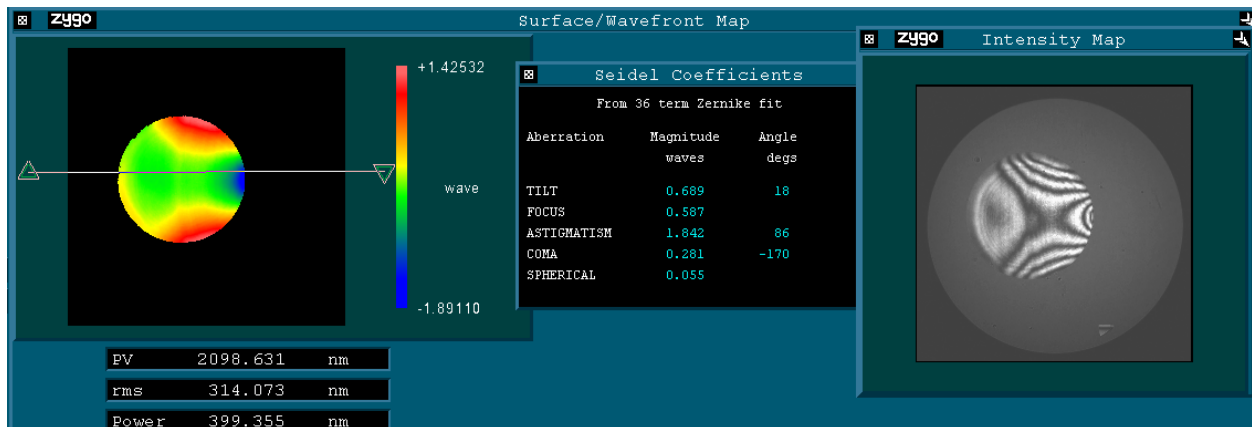 zygo Surface/Wavefront Map
+1.42532
wave
-1.89110
PV 2098.631 nm
rms 314.073 nm
Power 399.355 nm
Seidel Coefficients
From 36 term Zernike fit
Aberration Magnitude Angle
waves degs
TILT 0.689 18
FOCUS 0.587
ASTIGMATISM 1.842 86
COMA 0.281 -170
SPHERICAL 0.055
zygo Intensity Map